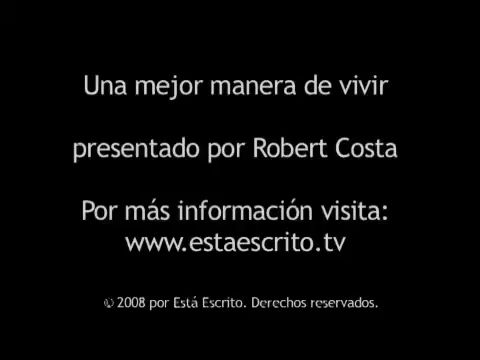 Una mejor manera de vivir
presentado por Robert Costa
Por más información visita:
www.estaescrito.tv
© 2008 por Está Escrito. Derechos reservados.